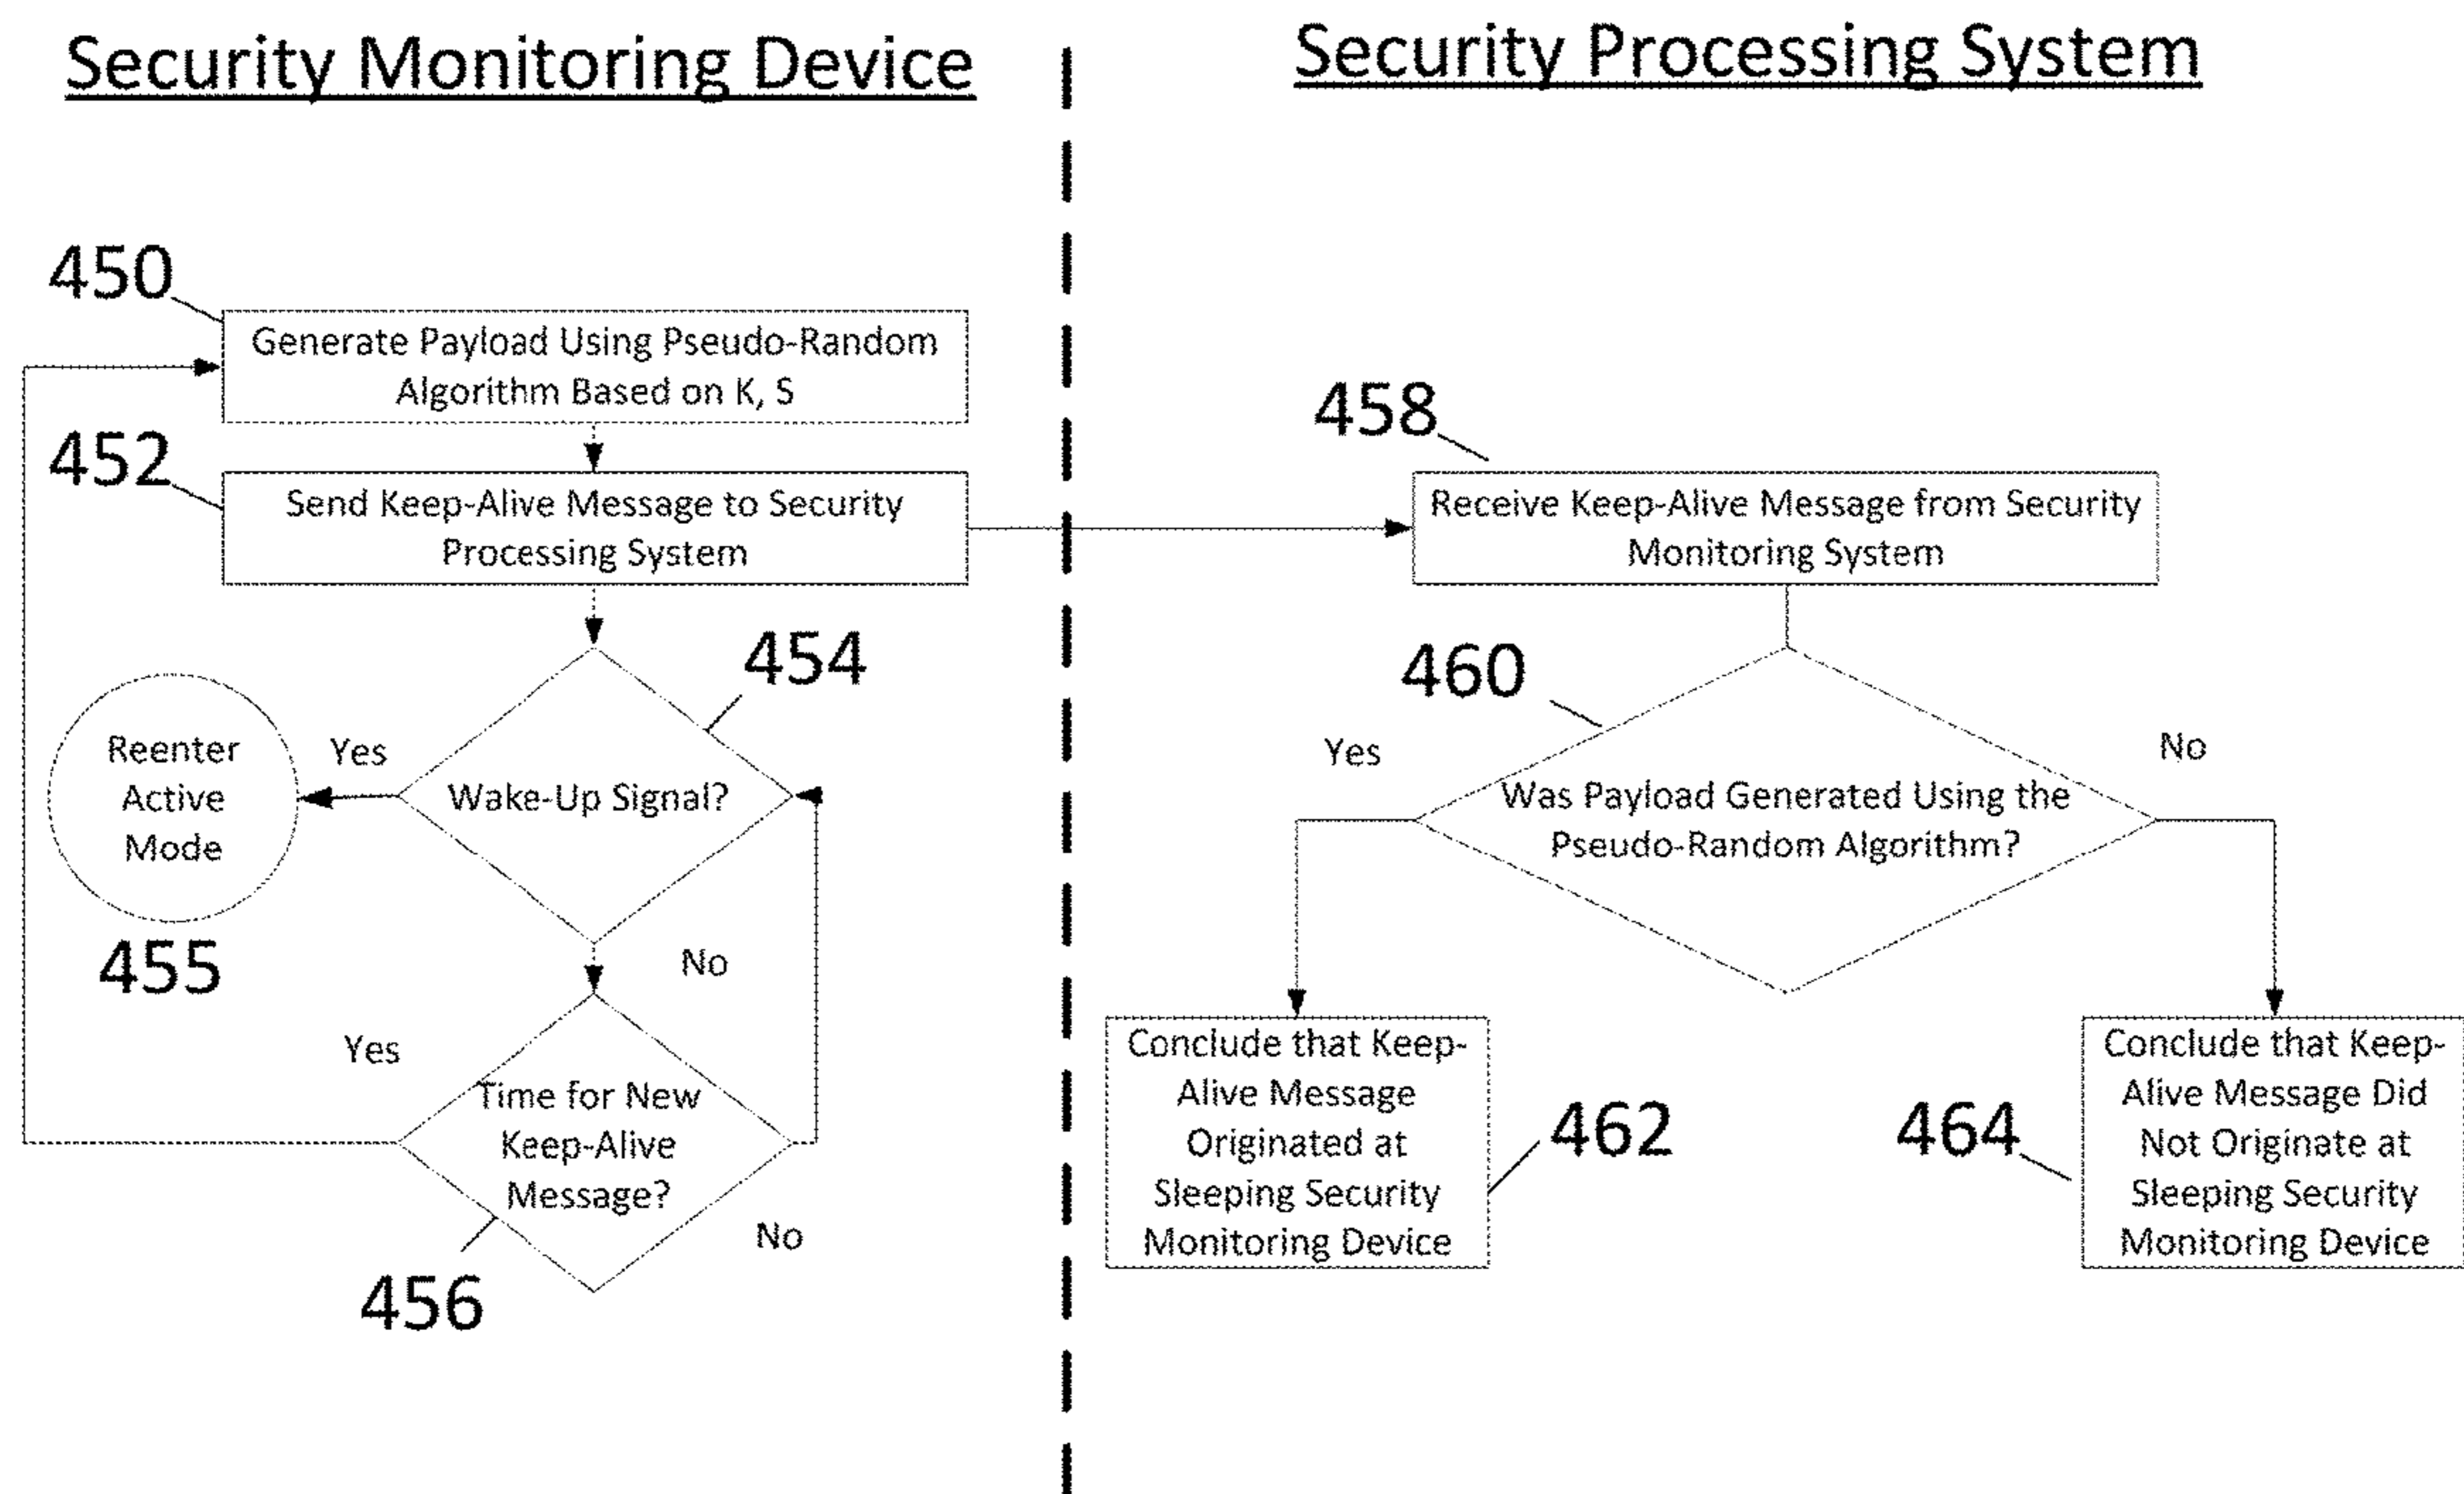 Security Monitoring Device
Security Processing System
450
Generate Payload Using Pseudo-Random
Algorithm Based on K, S
452
Send Keep-Alive Message to Security
Processing System
454
Wake-Up Signal?
Yes
Reenter
Active
Mode
455
No
Yes
Time for New
Keep-Alive
Message?
No
456
458
Receive Keep-Alive Message from Security
Monitoring System
460
Yes
No
Was Payload Generated Using the
Pseudo-Random Algorithm?
Conclude that Keep-
Alive Message
Originated at
Sleeping Security
Monitoring Device
462
464
Conclude that Keep-
Alive Message Did
Not Originate at
Sleeping Security
Monitoring Device